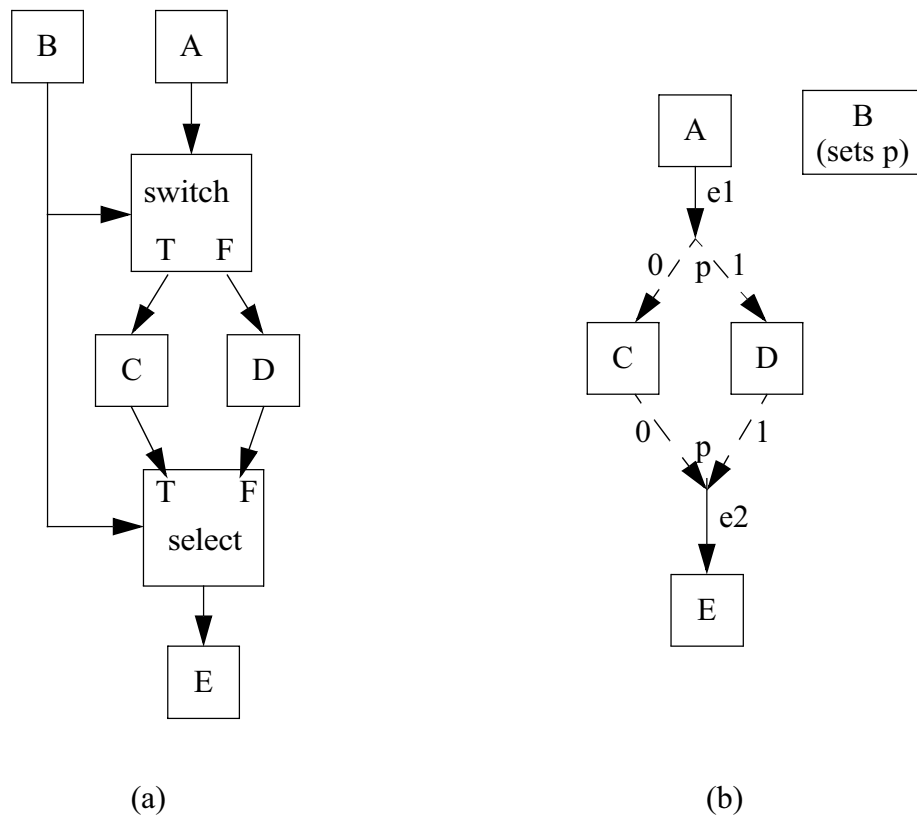 B
A
switch
T F
C
D
T F
select
E
(a)
A
B
(sets p)
e1
0 p 1
C
D
0 p 1
e2
E
(b)